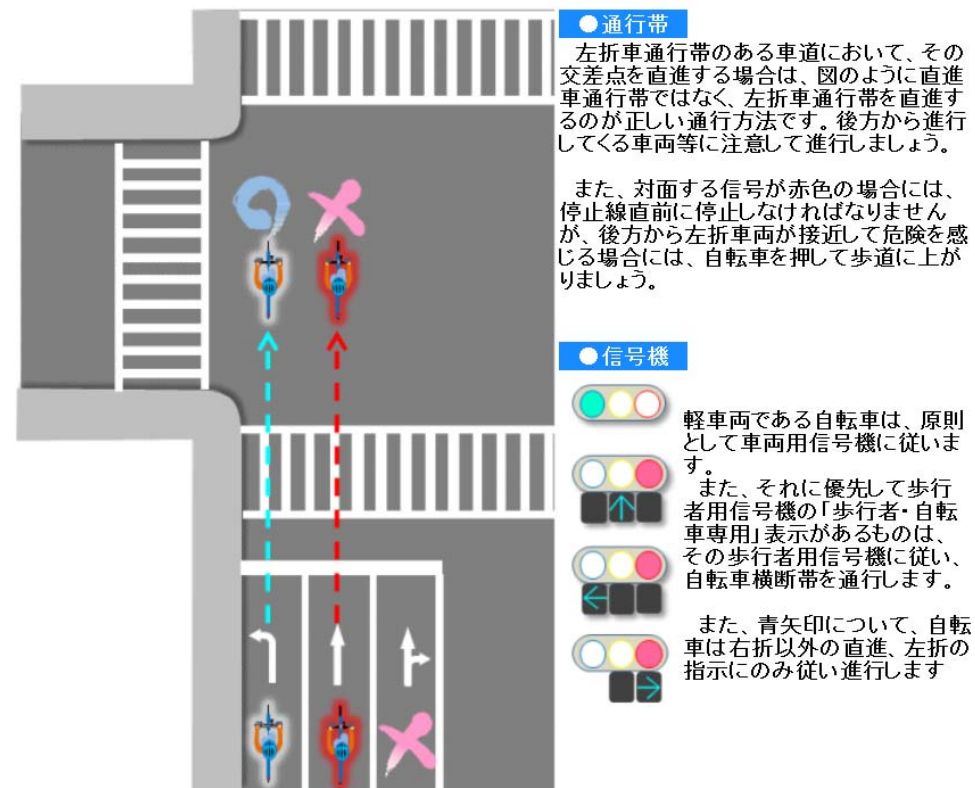 ●通行帯
左折車通行帯のある車道において、その
交差点を直進する場合は、図のように直進
車通行帯ではなく、左折車通行帯を直進す
るのが正しい通行方法です。後方から進行
してくる車両等に注意して進行しましょう。
また、対面する信号が赤色の場合には、
停止線直前に停止しなければなりません
が、後方から左折車両が接近して危険を感
じる場合には、自転車を押して歩道に上が
りましょう。
●信号機
軽車両である自転車は、原則
として車両用信号機に従いま
す。
また、それに優先して歩行
者用信号機の「歩行者・自転
車専用」表示があるものは、
その歩行者用信号機に従い、
自転車横断帯を通行します。
また、青矢印について、自転
車は右折以外の直進、左折の
指示にのみ従い進行します